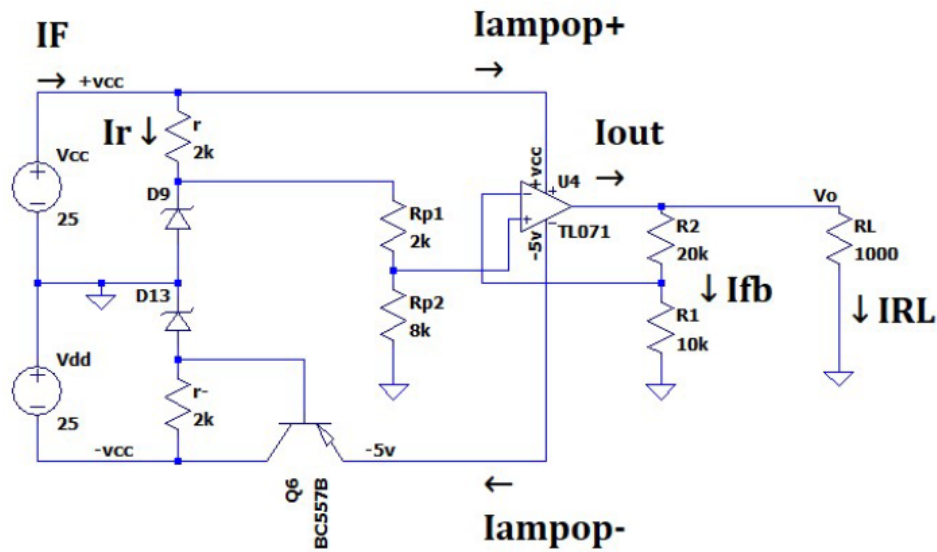 IF
Iampop+
→ +vcc
→
Ir ↓
r
2k
Vcc
25
D9
Rp1
2k
+vcc
U4
TL071
-5v
Iout
→
Vo
R2
20k
RL
1000
D13
Rp2
8k
↓ Ifb
R1
10k
↓ IRL
Vdd
25
r-
2k
-vcc
-5v
Q6
BC557B
←
Iampop-